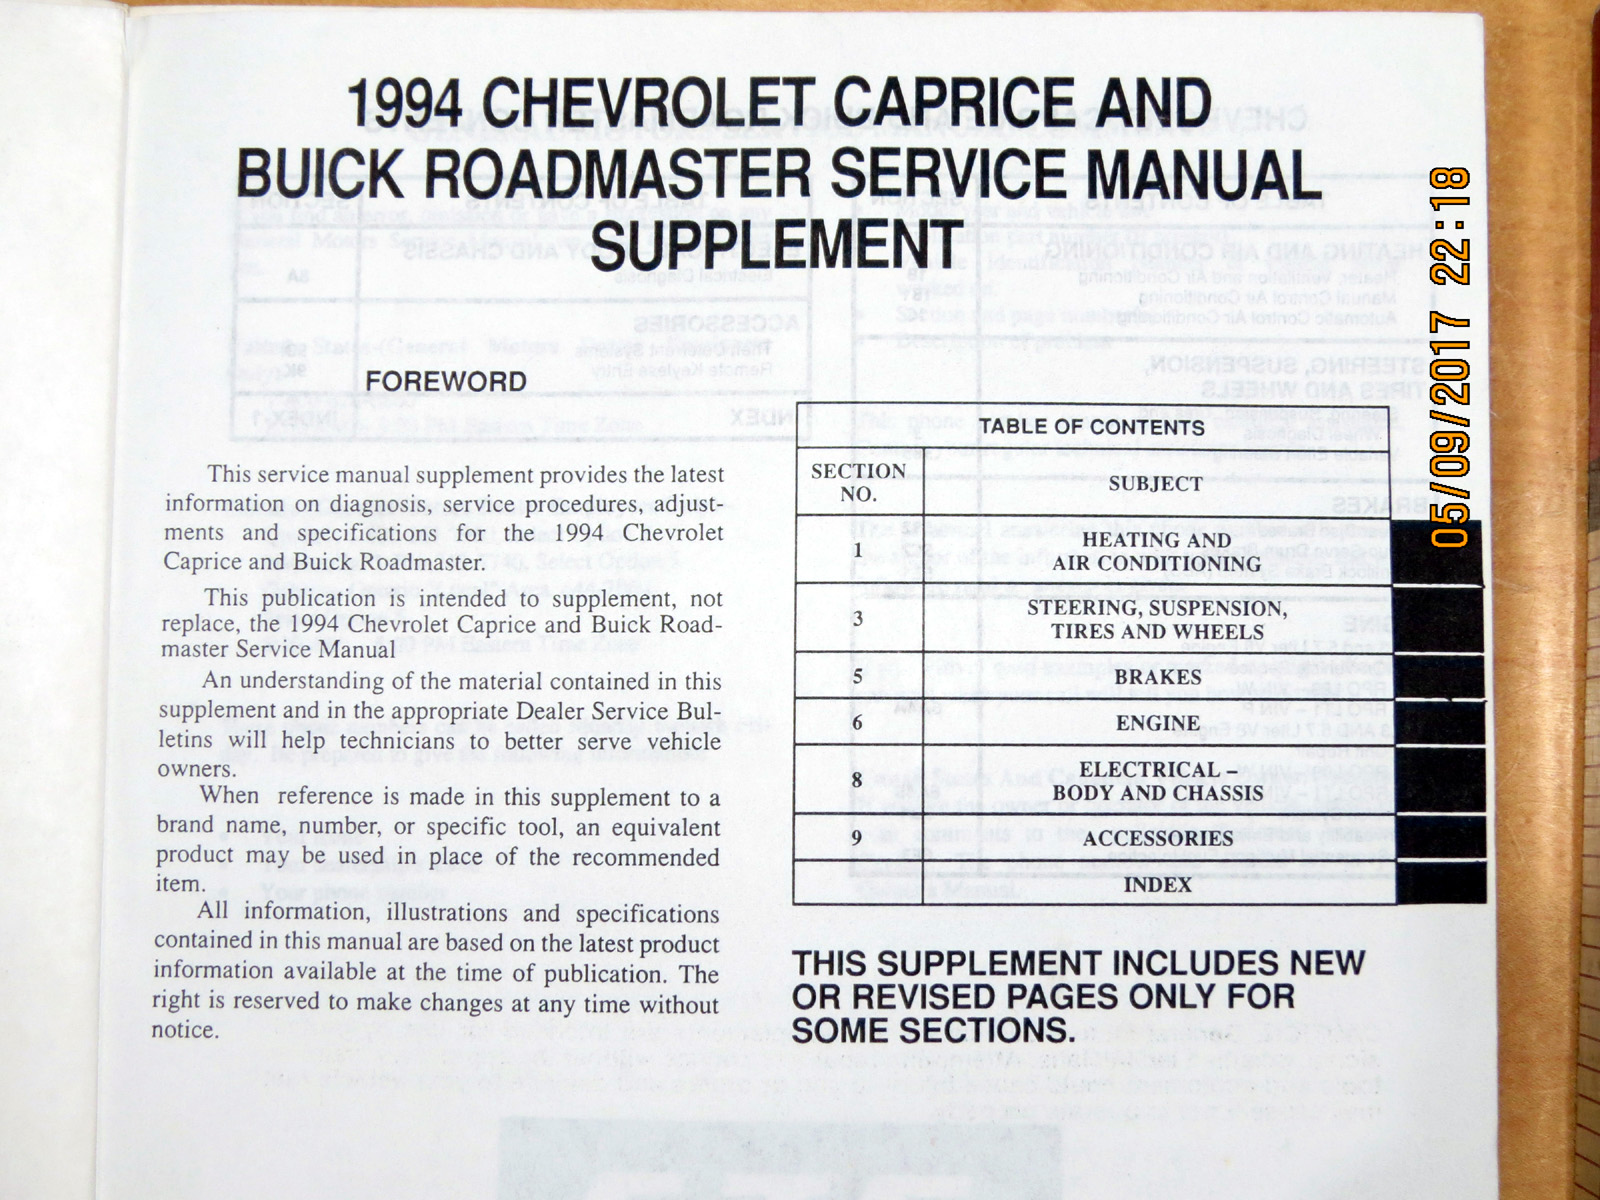 1994 CHEVROLET CAPRICE AND
BUICK ROADMASTER SERVICE MANUAL
SUPPLEMENT
FOREWORD
This service manual supplement provides the latest
information on diagnosis, service procedures, adjust-
ments and specifications for the 1994 Chevrolet
Caprice and Buick Roadmaster.
This publication is intended to supplement, not
replace, the 1994 Chevrolet Caprice and Buick Road-
master Service Manual
An understanding of the material contained in this
supplement and in the appropriate Dealer Service Bul-
letins will help technicians to better serve vehicle
owners.
When reference is made in this supplement to a
brand name, number, or specific tool, an equivalent
product may be used in place of the recommended
item.
All information, illustrations and specifications
contained in this manual are based on the latest product
information available at the time of publication. The
right is reserved to make changes at any time without
notice.
TABLE OF CONTENTS
SECTION
NO.
SUBJECT
1
HEATING AND
AIR CONDITIONING
3
STEERING, SUSPENSION,
TIRES AND WHEELS
5
BRAKES
6
ENGINE
8
ELECTRICAL –
BODY AND CHASSIS
9
ACCESSORIES
INDEX
THIS SUPPLEMENT INCLUDES NEW
OR REVISED PAGES ONLY FOR
SOME SECTIONS.
05/09/2017 22:18